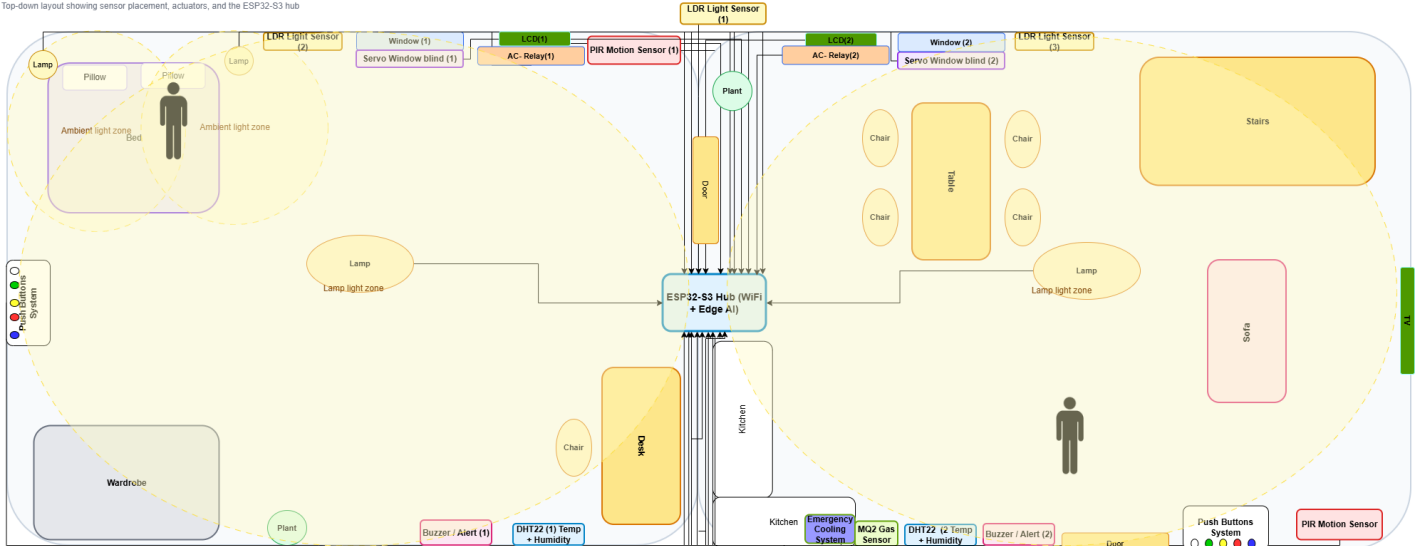 Top-down layout showing sensor placement, actuators, and the ESP32-S3 hub
LDR Light Sensor
(1)
Lamp
Lamp
LDR Light Sensor
(2)
Window (1)
Servo Window blind (1)
LCD(1)
AC- Relay(1)
PIR Motion Sensor (1)
LCD(2)
AC- Relay(2)
Window (2)
Servo Window blind (2)
LDR Light Sensor
(3)
Pillow
Pillow
Ambient light zone
Bed
Ambient light zone
Plant
Door
Chair
Chair
Table
Chair
Chair
Stairs
Lamp
Lamp light zone
ESP32-S3 Hub (WiFi
+ Edge AI)
Lamp
Lamp light zone
Push Buttons
System
TV
Sofa
Kitchen
Chair
Desk
Wardrobe
Plant
Buzzer / Alert (1)
DHT22 (1) Temp
+ Humidity
Kitchen
Emergency
Cooling
System
MQ2 Gas
Sensor
DHT22 (2 Temp
+ Humidity
Buzzer / Alert (2)
Push Buttons
System
PIR Motion Sensor